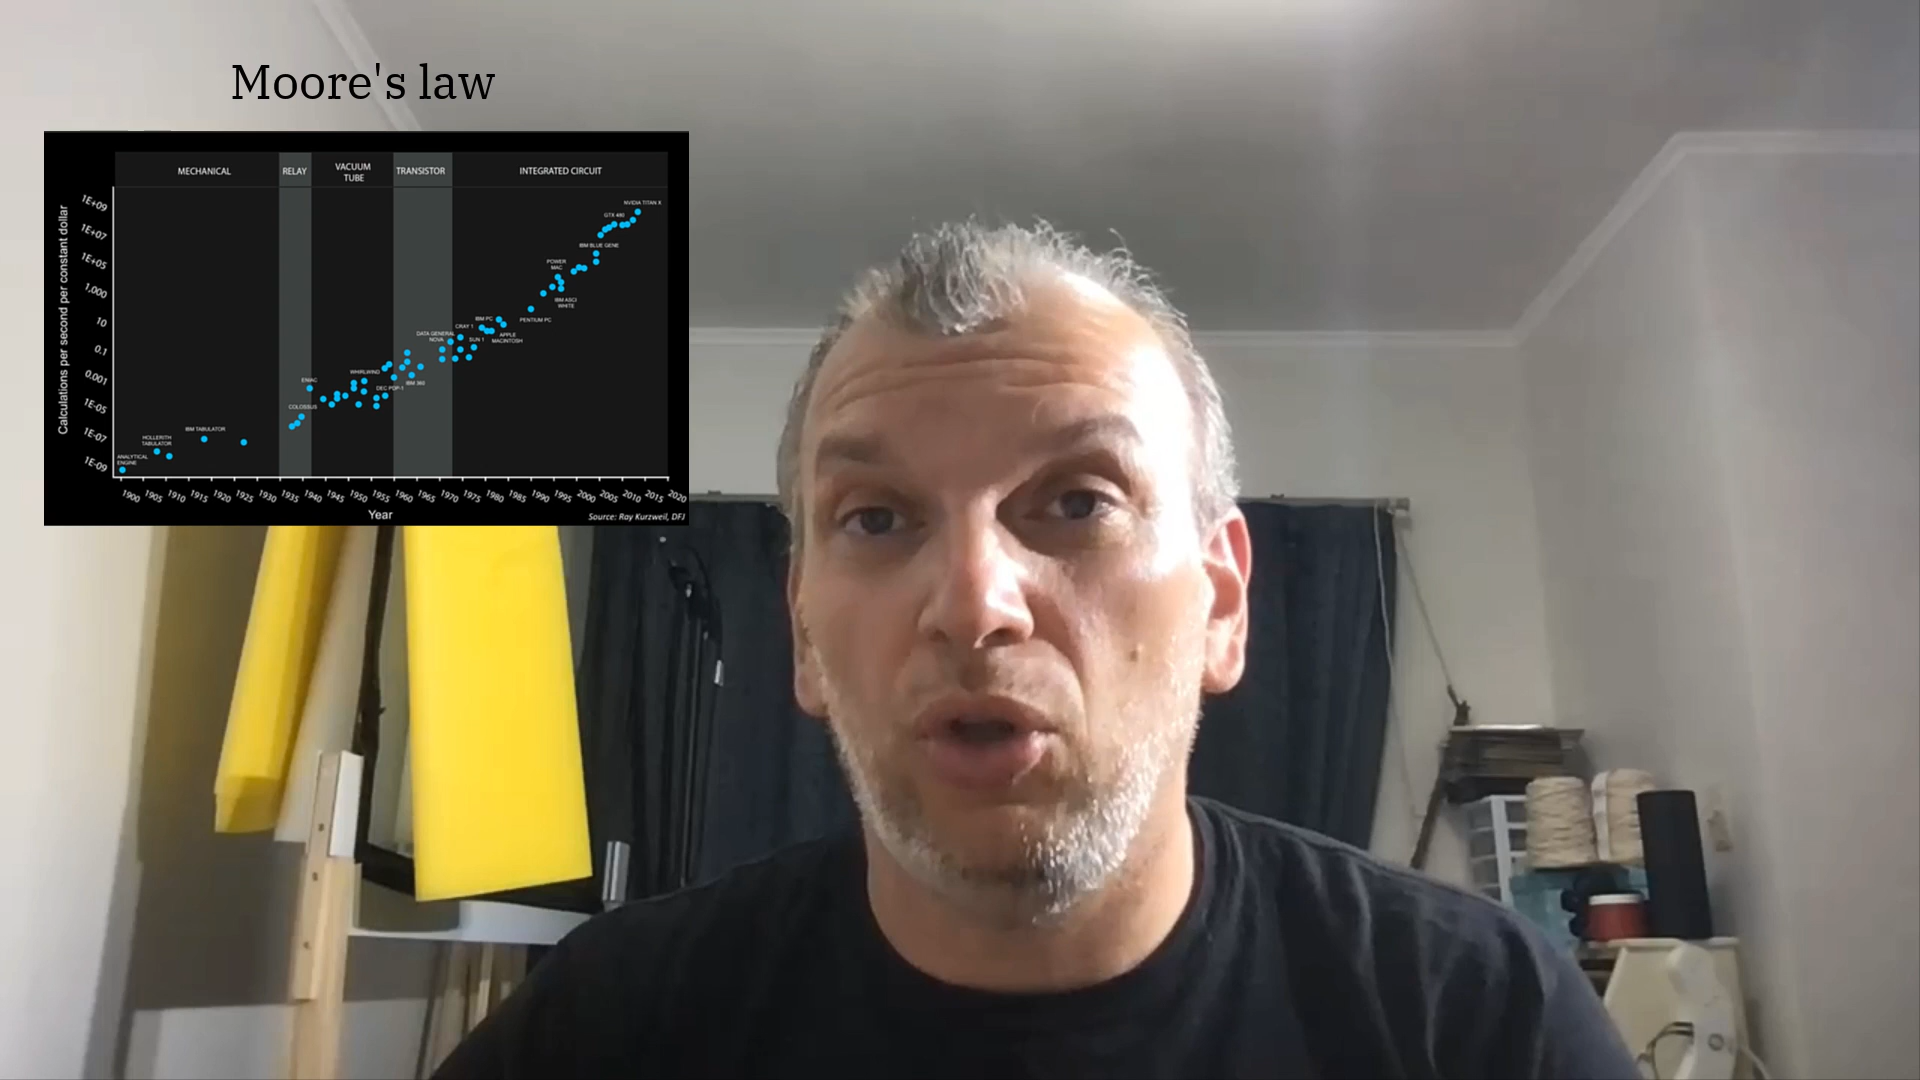 Moore's law
MECHANICAL
RELAY
VACUUM
TUBE
TRANSISTOR
INTEGRATED CIRCUIT
Calculations per second per constant dollar
1E+09
1E+07
1E+05
1,000
10
0.1
0.001
1E-05
1E-07
1E-09
ANALYTICAL
ENGINE
HOLLERITH
TABULATOR
IBM TABULATOR
COLOSSUS
ENIAC
WHIRLWIND
DEC PDP-1
IBM 360
DATA GENERAL
NOVA
CRAY 1
SUN 1
IBM PC
APPLE
MACINTOSH
PENTIUM PC
POWER
MAC
IBM ASCI
WHITE
IBM BLUE GENE
GTX 480
NVIDIA TITAN X
1900 1905 1910 1915 1920 1925 1930 1935 1940 1945 1950 1955 1960 1965 1970 1975 1980 1985 1990 1995 2000 2005 2010 2015 2020
Year
Source: Ray Kurzweil, DFJ